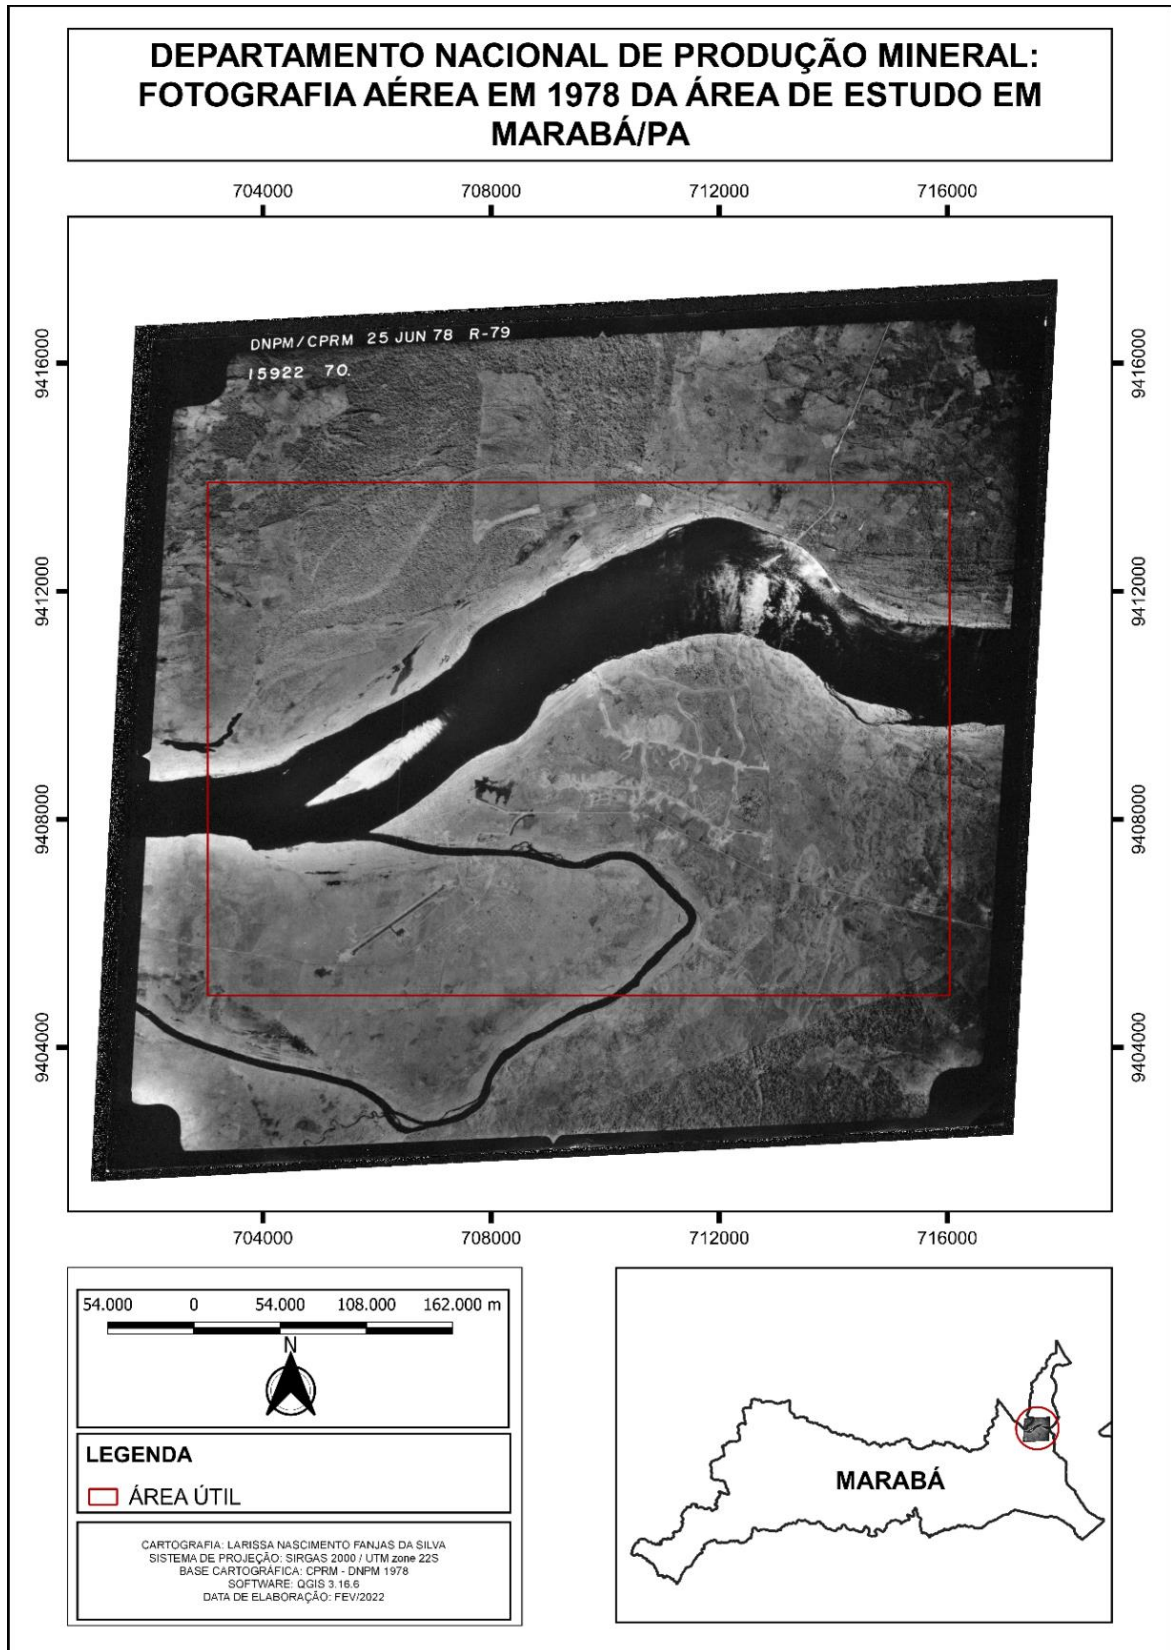 DEPARTAMENTO NACIONAL DE PRODUÇÃO MINERAL:
FOTOGRAFIA AÉREA EM 1978 DA ÁREA DE ESTUDO EM
MARABÁ/PA
704000 708000 712000 716000
9416000 9416000
DNPM/CPRM 25 JUN 78 R-79
15922 70.
9412000 9412000
9408000 9408000
9404000 9404000
704000 708000 712000 716000
54.000 0 54.000 108.000 162.000 m
N
LEGENDA
ÁREA ÚTIL
CARTOGRAFIA: LARISSA NASCIMENTO FANJAS DA SILVA
SISTEMA DE PROJEÇÃO: SIRGAS 2000 / UTM zone 22S
BASE CARTOGRÁFICA: CPRM - DNPM 1978
SOFTWARE: QGIS 3.16.6
DATA DE ELABORAÇÃO: FEV/2022
MARABÁ